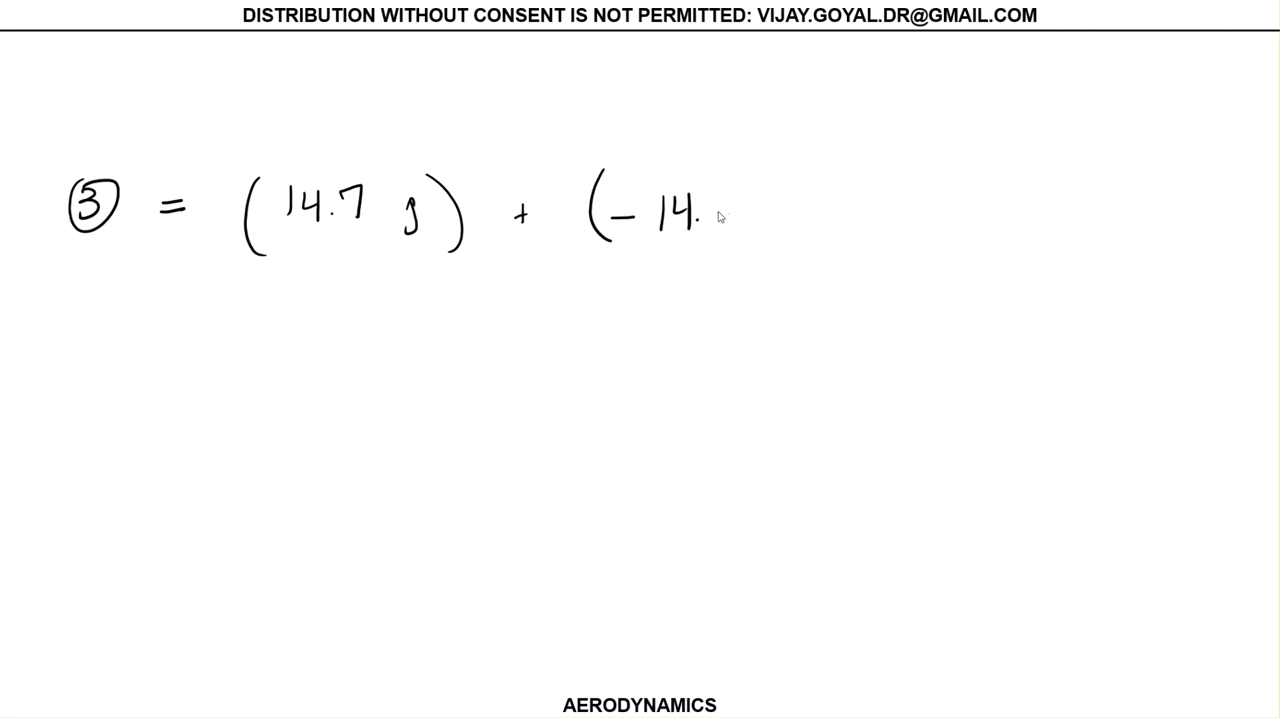 DISTRIBUTION WITHOUT CONSENT IS NOT PERMITTED: VIJAY.GOYAL.DR@GMAIL.COM
③ = ( 14.7 j ) + ( - 14.
AERODYNAMICS